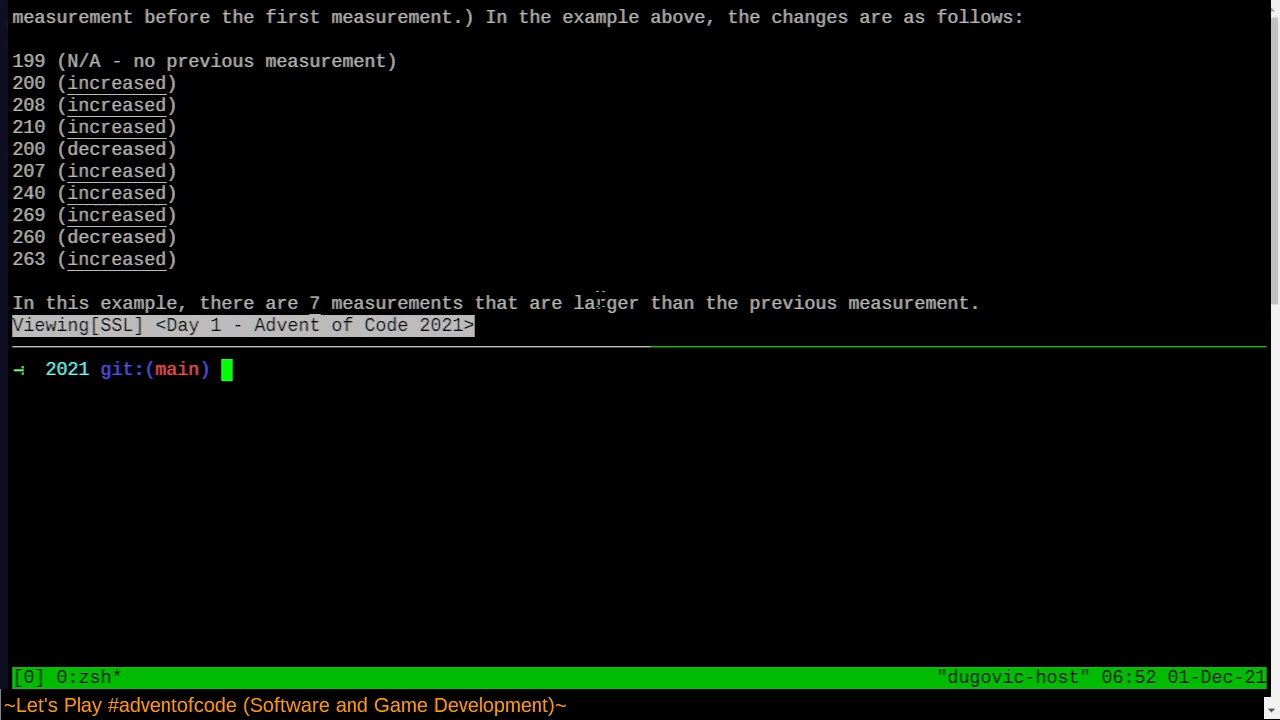 measurement before the first measurement.) In the example above, the changes are as follows:
199 (N/A - no previous measurement)
200 (increased)
208 (increased)
210 (increased)
200 (decreased)
207 (increased)
240 (increased)
269 (increased)
260 (decreased)
263 (increased)
In this example, there are 7 measurements that are larger than the previous measurement.
Viewing[SSL] <Day 1 - Advent of Code 2021>
2021 git:(main)
[0] 0:zsh* "dugovic-host" 06:52 01-Dec-21
~Let's Play #adventofcode (Software and Game Development)~